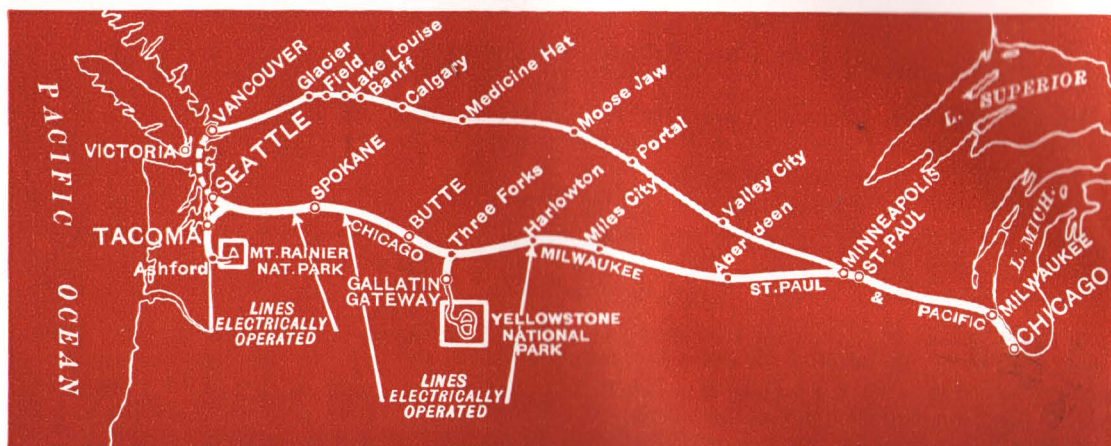 PACIFIC
OCEAN
VANCOUVER
Glacier
Field
Lake Louise
Banff
Calgary
Medicine Hat
Moose Jaw
Portal
Valley City
L. SUPERIOR
L. MICH.
VICTORIA
SEATTLE
TACOMA
Ashford
MT. RAINIER
NAT. PARK
SPOKANE
BUTTE
Three Forks
Harlowton
Miles City
Aberdeen
MINNEAPOLIS
ST. PAUL
MILWAUKEE
CHICAGO
CHICAGO
MILWAUKEE
ST. PAUL
&
PACIFIC
GALLATIN
GATEWAY
YELLOWSTONE
NATIONAL
PARK
LINES
ELECTRICALLY
OPERATED
LINES
ELECTRICALLY
OPERATED